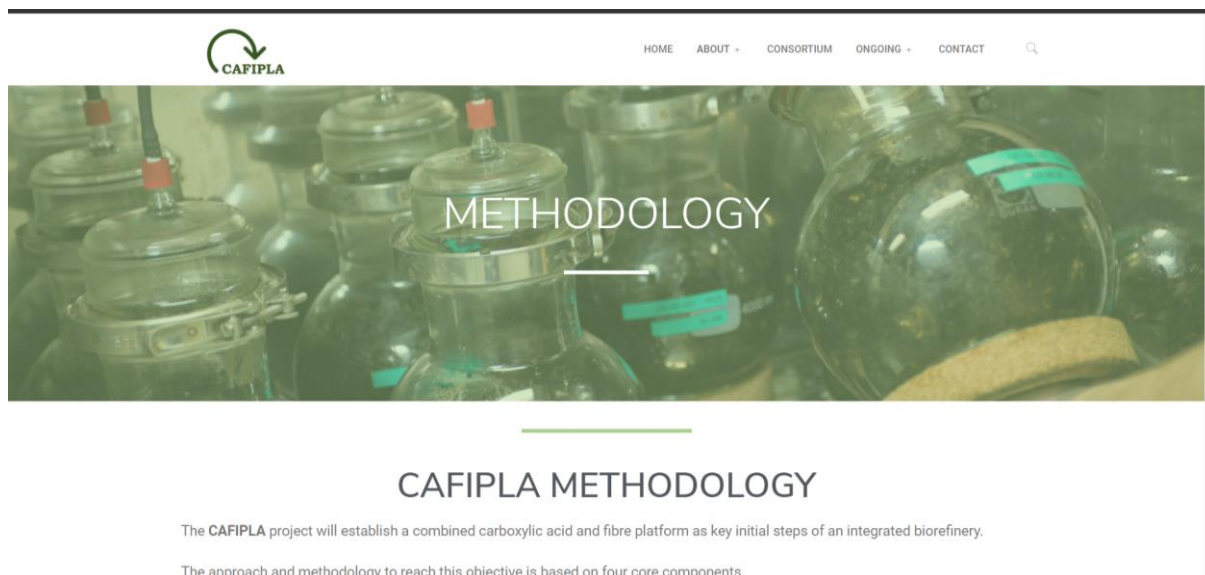 CAFIPLA
HOME ABOUT CONSORTIUM ONGOING CONTACT
METHODOLOGY
CAFIPLA METHODOLOGY
The CAFIPLA project will establish a combined carboxylic acid and fibre platform as key initial steps of an integrated biorefinery.
The approach and methodology to reach this objective is based on four core components.